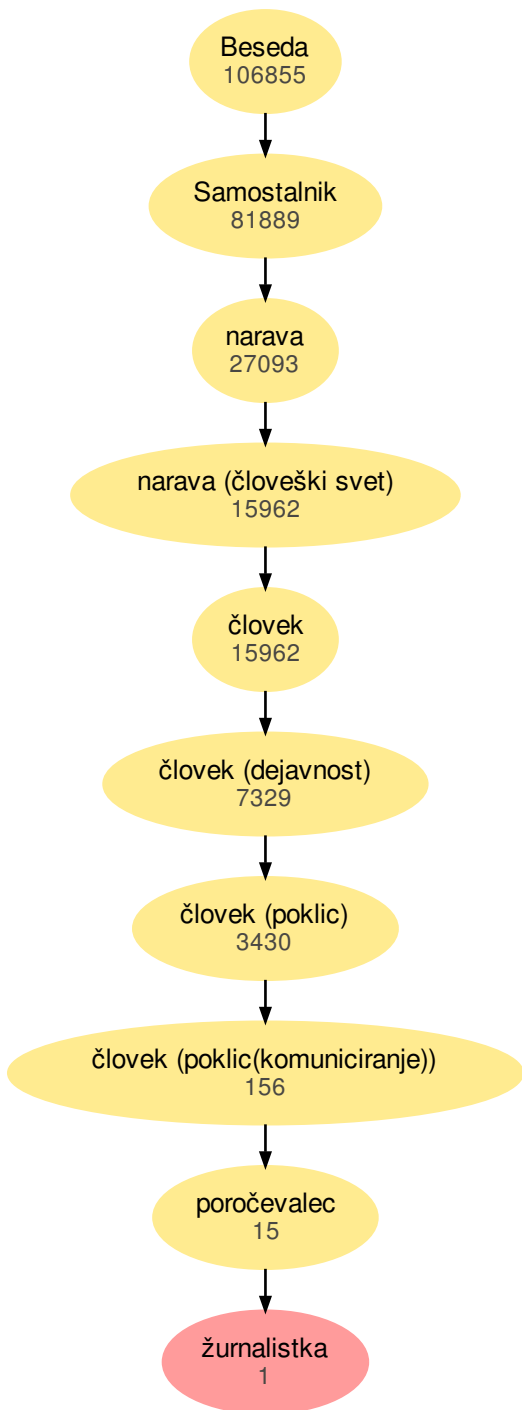 Beseda
106855
Samostalnik
81889
narava
27093
narava (človeški svet)
15962
človek
15962
človek (dejavnost)
7329
človek (poklic)
3430
človek (poklic(komuniciranje))
156
poročevalec
15
žurnalistka
1